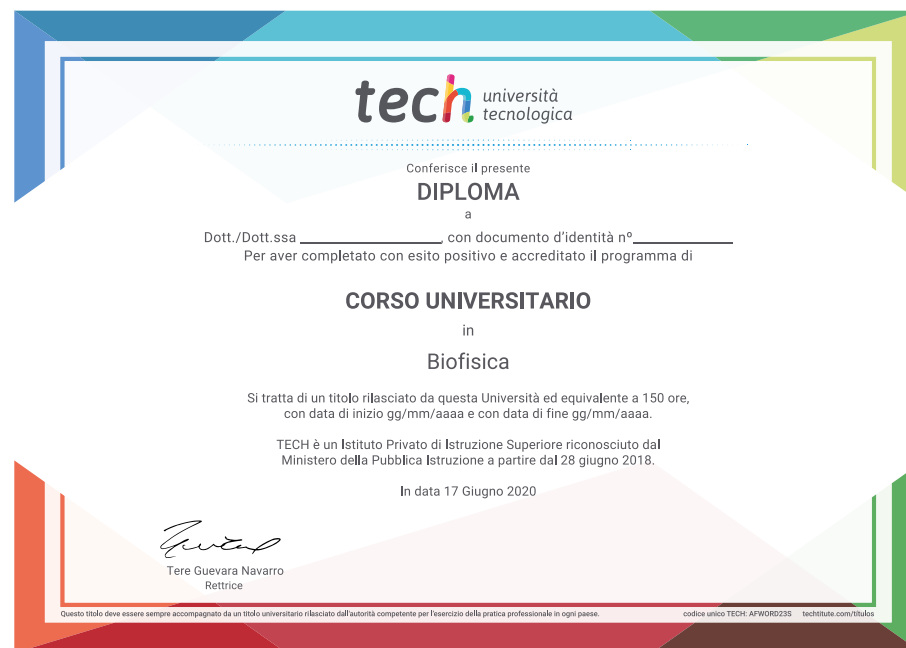 tech università
tecnologica
Conferisce il presente
DIPLOMA
a
Dott./Dott.ssa ____________________, con documento d'identità nº______________
Per aver completato con esito positivo e accreditato il programma di
CORSO UNIVERSITARIO
in
Biofisica
Si tratta di un titolo rilasciato da questa Università ed equivalente a 150 ore,
con data di inizio gg/mm/aaaa e con data di fine gg/mm/aaaa.
TECH è un Istituto Privato di Istruzione Superiore riconosciuto dal
Ministero della Pubblica Istruzione a partire dal 28 giugno 2018.
In data 17 Giugno 2020
Tere Guevara Navarro
Rettrice
Questo titolo deve essere sempre accompagnato da un titolo universitario rilasciato dall'autorità competente per l'esercizio della pratica professionale in ogni paese. codice unico TECH: AFWORD23S techtitute.com/titulos